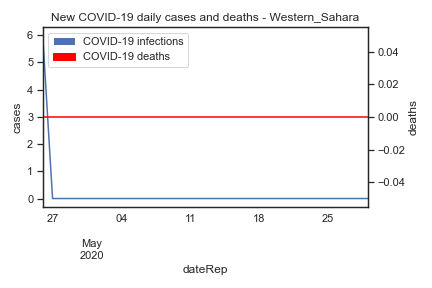 New COVID-19 daily cases and deaths - Western_Sahara
COVID-19 infections
COVID-19 deaths
6
5
4
3
2
1
0
cases
0.04
0.02
0.00
−0.02
−0.04
deaths
27
04
11
18
25
May
2020
dateRep